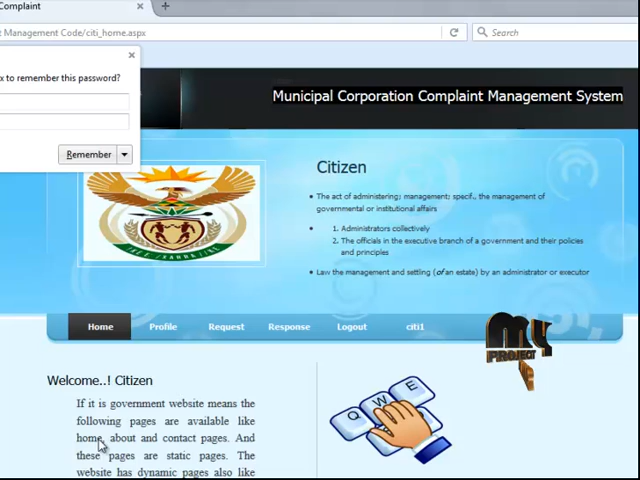 Complaint
t Management Code/citi_home.aspx
Search
x to remember this password?
Remember
Municipal Corporation Complaint Management System
Citizen
• The act of administering; management; specif., the management of
governmental or institutional affairs
• 1. Administrators collectively
2. The officials in the executive branch of a government and their policies
and principles
• Law the management and settling (of an estate) by an administrator or executor
Home Profile Request Response Logout citi1
MY
PROJECT
Welcome..! Citizen
If it is government website means the
following pages are available like
home, about and contact pages. And
these pages are static pages. The
website has dynamic pages also like
Q W E